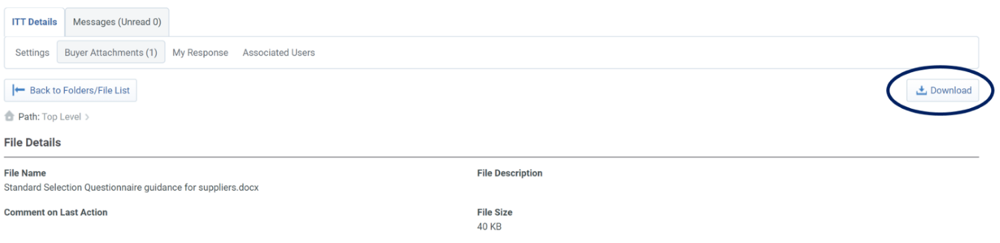 ITT Details Messages (Unread 0)
Settings Buyer Attachments (1) My Response Associated Users
Back to Folders/File List Download
Path: Top Level >
File Details
File Name File Description
Standard Selection Questionnaire guidance for suppliers.docx
Comment on Last Action File Size
40 KB